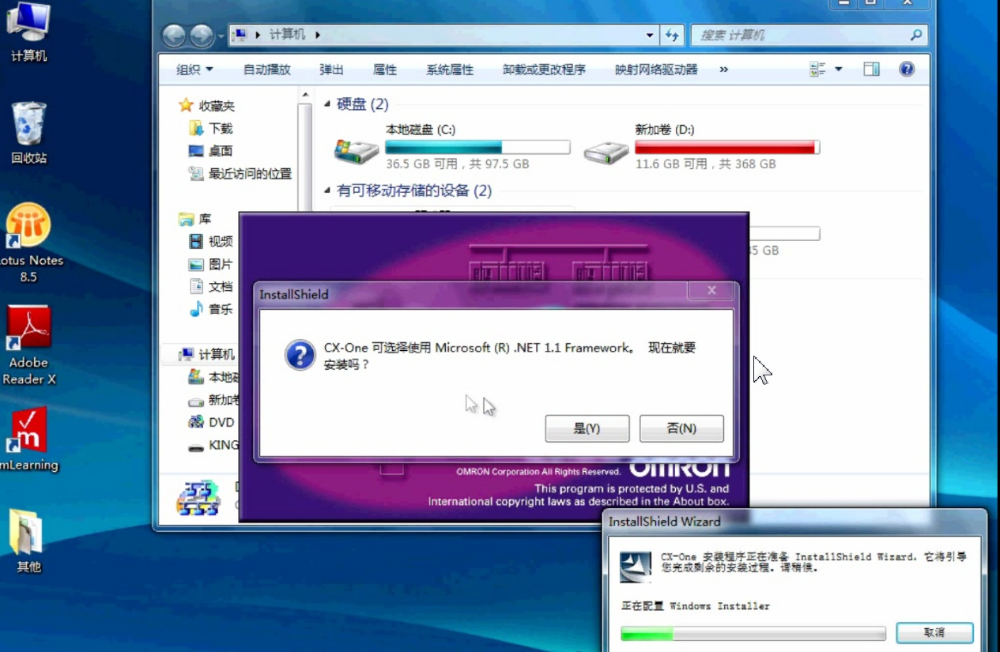 计算机
回收站
otus Notes
8.5
Adobe
Reader X
mLearning
其他
计算机
搜索 计算机
组织
自动播放
弹出
属性
系统属性
卸载或更改程序
映射网络驱动器
»
收藏夹
下载
桌面
最近访问的位置
库
视频
图片
文档
音乐
计算机
本地磁
新加卷
DVD
KING
硬盘 (2)
本地磁盘 (C:)
36.5 GB 可用，共 97.5 GB
新加卷 (D:)
11.6 GB 可用，共 368 GB
有可移动存储的设备 (2)
5 GB
InstallShield
CX-One 可选择使用 Microsoft (R) .NET 1.1 Framework。 现在就要
安装吗？
是(Y)
否(N)
OMRON Corporation All Rights Reserved.
OMRON
This program is protected by U.S. and
International copyright laws as described in the About box.
InstallShield Wizard
CX-One 安装程序正在准备 InstallShield Wizard，它将引导
您完成剩余的安装过程。请稍候。
正在配置 Windows Installer
取消